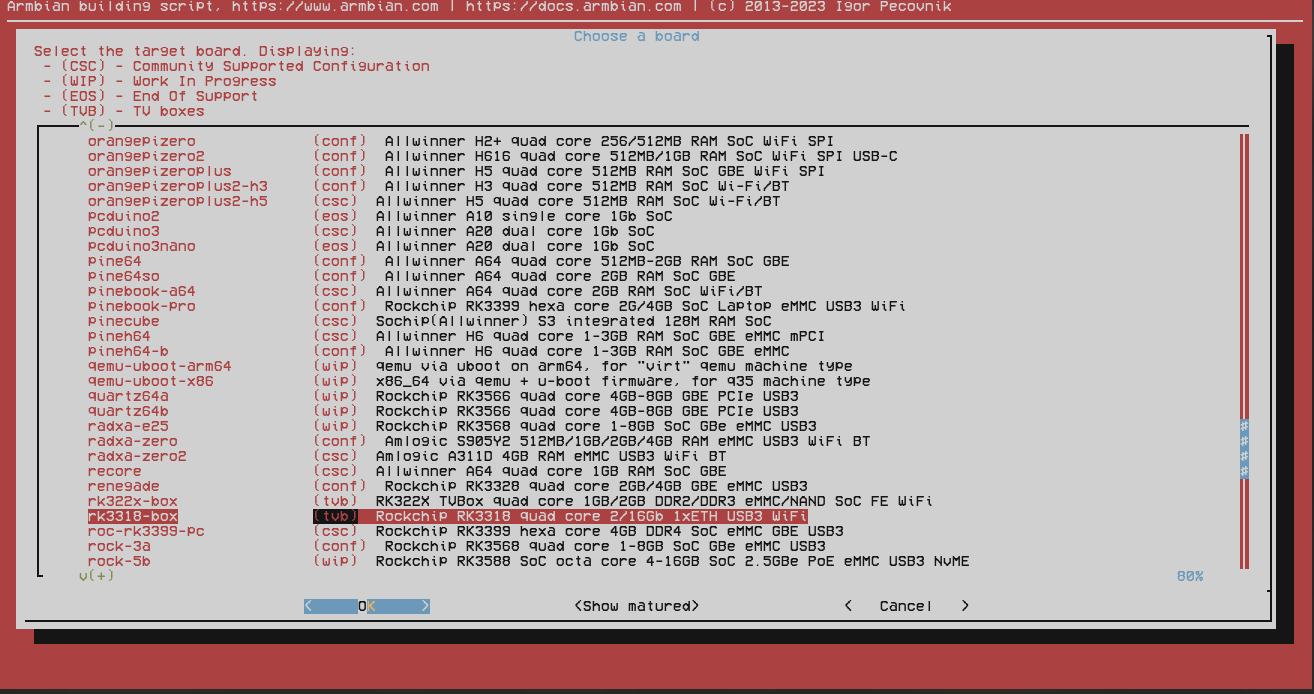 Armbian building script, https://www.armbian.com | https://docs.armbian.com | (c) 2013-2023 Igor Pecovnik
Choose a board
Select the target board. Displaying:
- (CSC) - Community Supported Configuration
- (WIP) - Work In Progress
- (EOS) - End Of Support
- (TVB) - TV boxes
^(-)
orangepizero (conf) Allwinner H2+ quad core 256/512MB RAM SoC WiFi SPI
orangepizero2 (conf) Allwinner H616 quad core 512MB/1GB RAM SoC WiFi SPI USB-C
orangepizeroplus (conf) Allwinner H5 quad core 512MB RAM SoC GBE WiFi SPI
orangepizeroplus2-h3 (conf) Allwinner H3 quad core 512MB RAM SoC Wi-Fi/BT
orangepizeroplus2-h5 (csc) Allwinner H5 quad core 512MB RAM SoC Wi-Fi/BT
pcduino2 (eos) Allwinner A10 single core 1Gb SoC
pcduino3 (csc) Allwinner A20 dual core 1Gb SoC
pcduino3nano (eos) Allwinner A20 dual core 1Gb SoC
pine64 (conf) Allwinner A64 quad core 512MB-2GB RAM SoC GBE
pine64so (conf) Allwinner A64 quad core 2GB RAM SoC GBE
pinebook-a64 (csc) Allwinner A64 quad core 2GB RAM SoC WiFi/BT
pinebook-pro (conf) Rockchip RK3399 hexa core 2G/4GB SoC Laptop eMMC USB3 WiFi
pinecube (csc) Sochip(Allwinner) S3 integrated 128M RAM SoC
pineh64 (csc) Allwinner H6 quad core 1-3GB RAM SoC GBE eMMC mPCI
pineh64-b (conf) Allwinner H6 quad core 1-3GB RAM SoC GBE eMMC
qemu-uboot-arm64 (wip) qemu via uboot on arm64, for "virt" qemu machine type
qemu-uboot-x86 (wip) x86_64 via qemu + u-boot firmware, for q35 machine type
quartz64a (wip) Rockchip RK3566 quad core 4GB-8GB GBE PCIe USB3
quartz64b (wip) Rockchip RK3566 quad core 4GB-8GB GBE PCIe USB3
radxa-e25 (wip) Rockchip RK3568 quad core 1-8GB SoC GBe eMMC USB3
radxa-zero (conf) Amlogic S905Y2 512MB/1GB/2GB/4GB RAM eMMC USB3 WiFi BT
radxa-zero2 (csc) Amlogic A311D 4GB RAM eMMC USB3 WiFi BT
recore (csc) Allwinner A64 quad core 1GB RAM SoC GBE
renegade (conf) Rockchip RK3328 quad core 2GB/4GB GBE eMMC USB3
rk322x-box (tvb) RK322X TVBox quad core 1GB/2GB DDR2/DDR3 eMMC/NAND SoC FE WiFi
rk3318-box (tvb) Rockchip RK3318 quad core 2/16Gb 1xETH USB3 WiFi
roc-rk3399-pc (csc) Rockchip RK3399 hexa core 4GB DDR4 SoC eMMC GBE USB3
rock-3a (conf) Rockchip RK3568 quad core 1-8GB SoC GBe eMMC USB3
rock-5b (wip) Rockchip RK3588 SoC octa core 4-16GB SoC 2.5GBe PoE eMMC USB3 NvME
v(+) 80%
< OK > <Show matured> < Cancel >